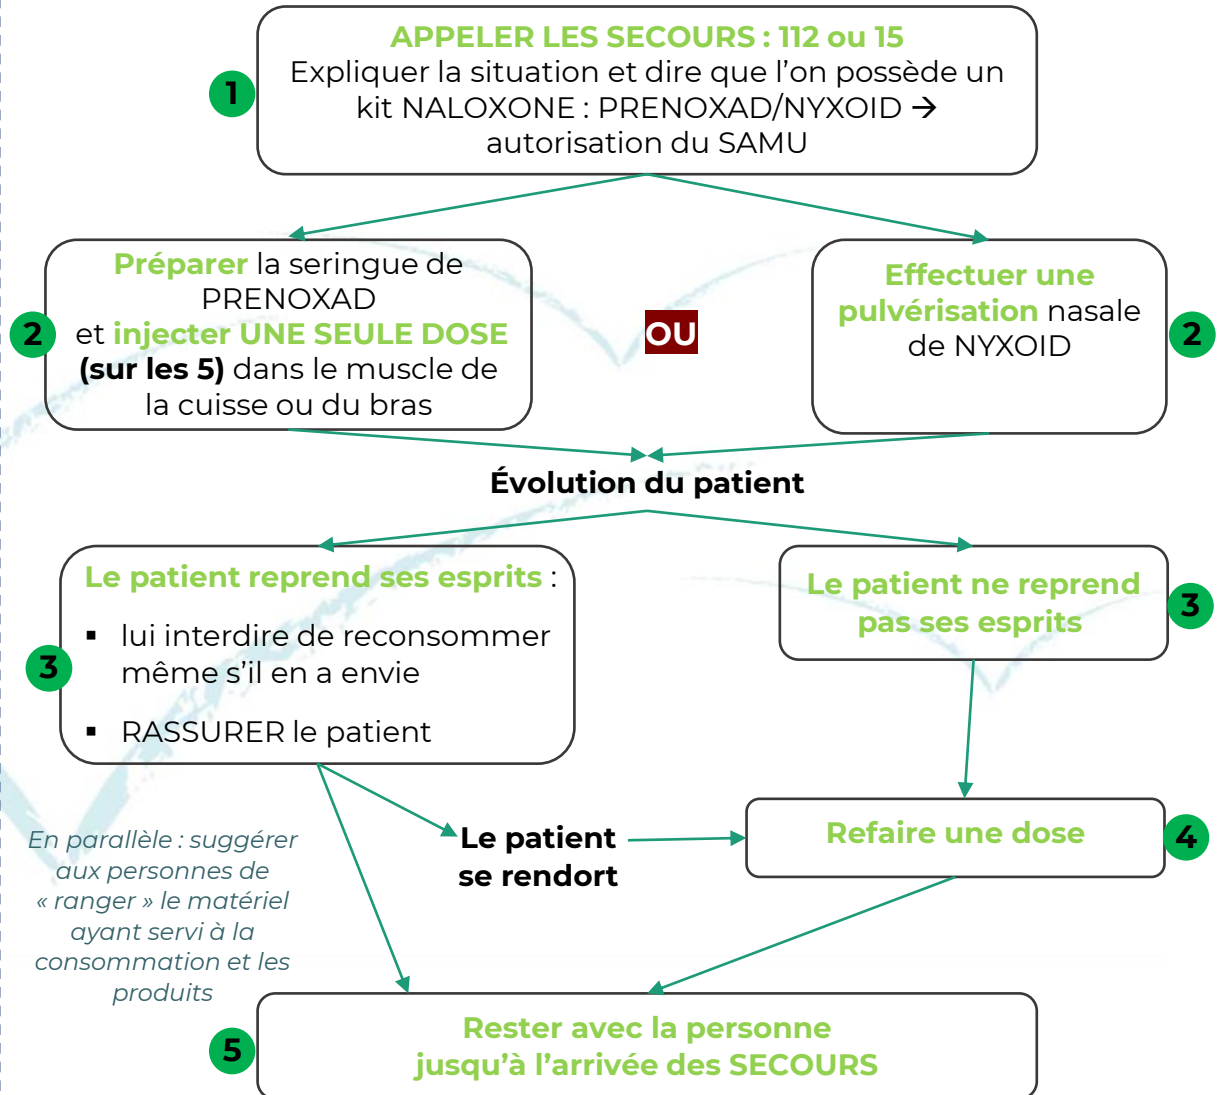 APPELER LES SECOURS : 112 ou 15
Expliquer la situation et dire que l’on possède un
kit NALOXONE : PRENOXAD/NYXOID →
autorisation du SAMU
1
Préparer la seringue de
PRENOXAD
et injecter UNE SEULE DOSE
(sur les 5) dans le muscle de
la cuisse ou du bras
2
OU
Effectuer une
pulvérisation nasale
de NYXOID
2
Évolution du patient
Le patient reprend ses esprits :
▪ lui interdire de reconsommer
même s’il en a envie
▪ RASSURER le patient
3
Le patient ne reprend
pas ses esprits
3
Le patient
se rendort
Refaire une dose
4
En parallèle : suggérer
aux personnes de
« ranger » le matériel
ayant servi à la
consommation et les
produits
Rester avec la personne
jusqu’à l’arrivée des SECOURS
5